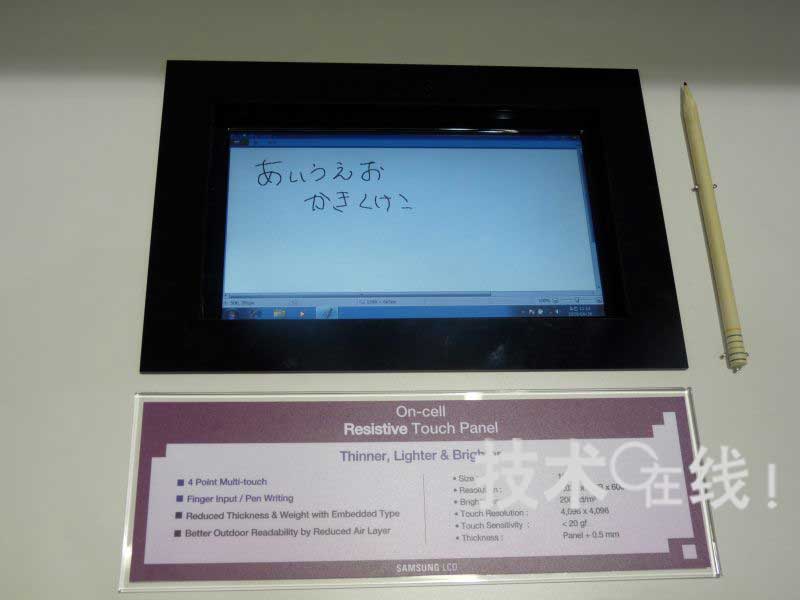 あいうえお
かきくけこ
100%
On-cell
Resistive Touch Panel
Thinner, Lighter & Brighter
4 Point Multi-touch
Finger Input / Pen Writing
Reduced Thickness & Weight with Embedded Type
Better Outdoor Readability by Reduced Air Layer
• Size
• Resolution :
• Touch Resolution : 4,096 x 4,096
• Touch Sensitivity : < 20 gf
• Thickness : Panel + 0.5 mm
SAMSUNG LCD
技术在线!